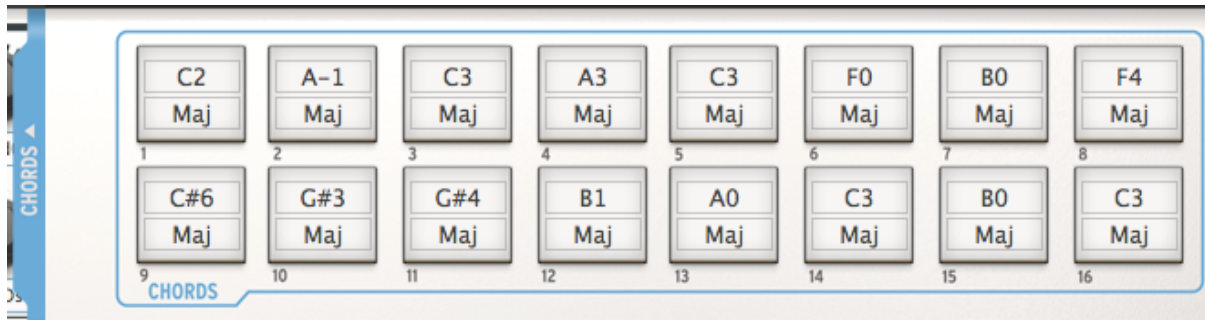 C2 A-1 C3 A3 C3 F0 B0 F4
Maj Maj Maj Maj Maj Maj Maj Maj
1 2 3 4 5 6 7 8
CHORDS
C#6 G#3 G#4 B1 A0 C3 B0 C3
Maj Maj Maj Maj Maj Maj Maj Maj
9 10 11 12 13 14 15 16
CHORDS